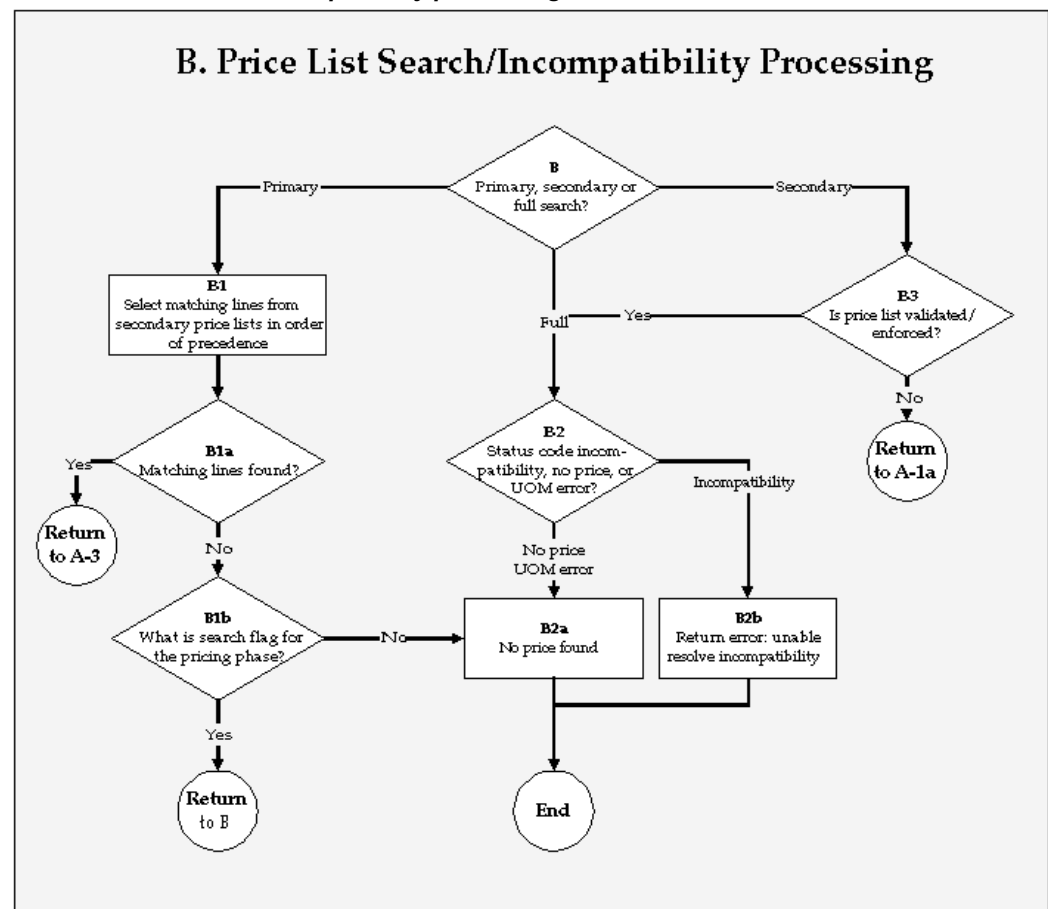 B. Price List Search/Incompatibility Processing
B
Primary, secondary or
full search?
Primary
Secondary
B1
Select matching lines from
secondary price lists in order
of precedence
Full
Yes
B3
Is price list validated/
enforced?
No
Return
to A-1a
B1a
Matching lines found?
Yes
Return
to A-3
No
B2
Status code incom-
patibility, no price, or
UOM error?
Incompatibility
No price
UOM error
B1b
What is search flag for
the pricing phase?
No
B2a
No price found
B2b
Return error: unable
resolve incompatibility
Yes
Return
to B
End